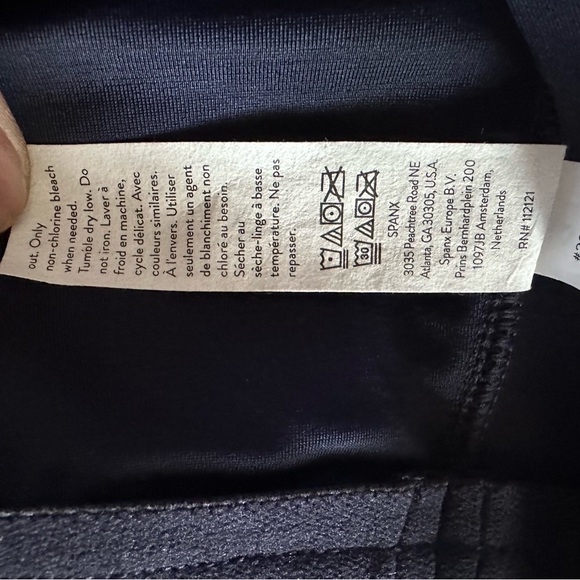 out. Only
non-chlorine bleach
when needed.
Tumble dry low. Do
not iron. Laver à
froid en machine,
cycle délicat. Avec
couleurs similaires.
À l'envers. Utiliser
seulement un agent
de blanchiment non
chloré au besoin.
Sécher au
sèche-linge à basse
température. Ne pas
repasser.
30
SPANX
3035 Peachtree Road NE
Atlanta, GA 30305, U.S.A.
Spanx Europe B.V.
Prins Bernhardplein 200
1097JB Amsterdam,
Netherlands
RN# 112121